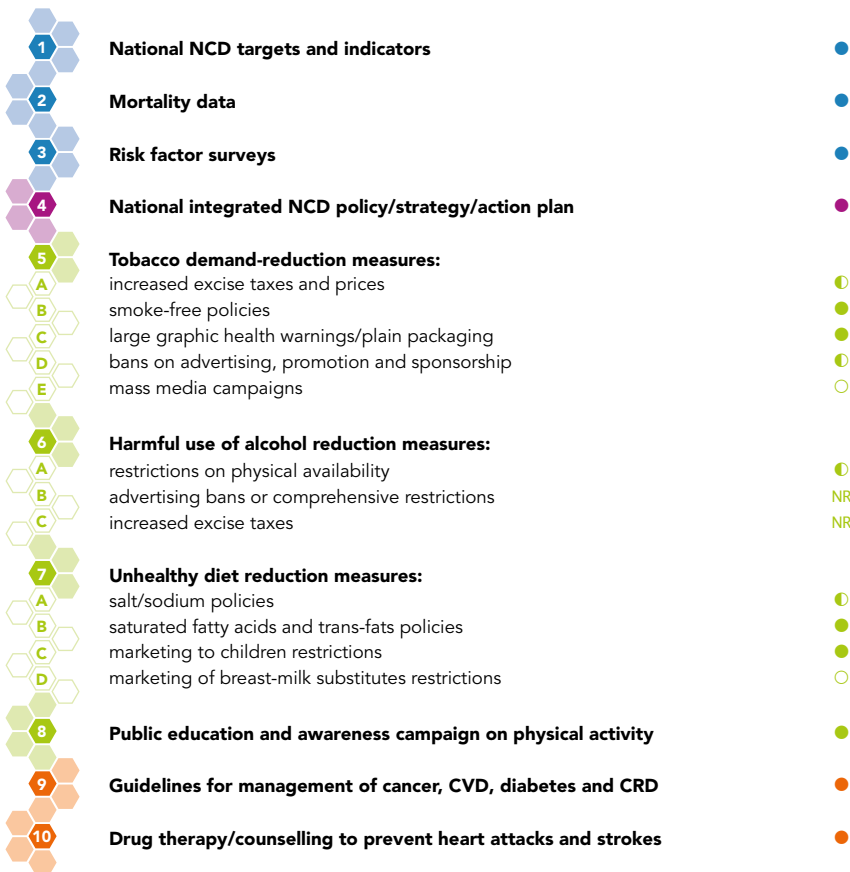 1 National NCD targets and indicators ●
2 Mortality data ●
3 Risk factor surveys ●
4 National integrated NCD policy/strategy/action plan ●
5 Tobacco demand-reduction measures:
A increased excise taxes and prices ◐
B smoke-free policies ●
C large graphic health warnings/plain packaging ●
D bans on advertising, promotion and sponsorship ◐
E mass media campaigns ○
6 Harmful use of alcohol reduction measures:
A restrictions on physical availability ◐
B advertising bans or comprehensive restrictions NR
C increased excise taxes NR
7 Unhealthy diet reduction measures:
A salt/sodium policies ◐
B saturated fatty acids and trans-fats policies ●
C marketing to children restrictions ●
D marketing of breast-milk substitutes restrictions ○
8 Public education and awareness campaign on physical activity ●
9 Guidelines for management of cancer, CVD, diabetes and CRD ●
10 Drug therapy/counselling to prevent heart attacks and strokes ●